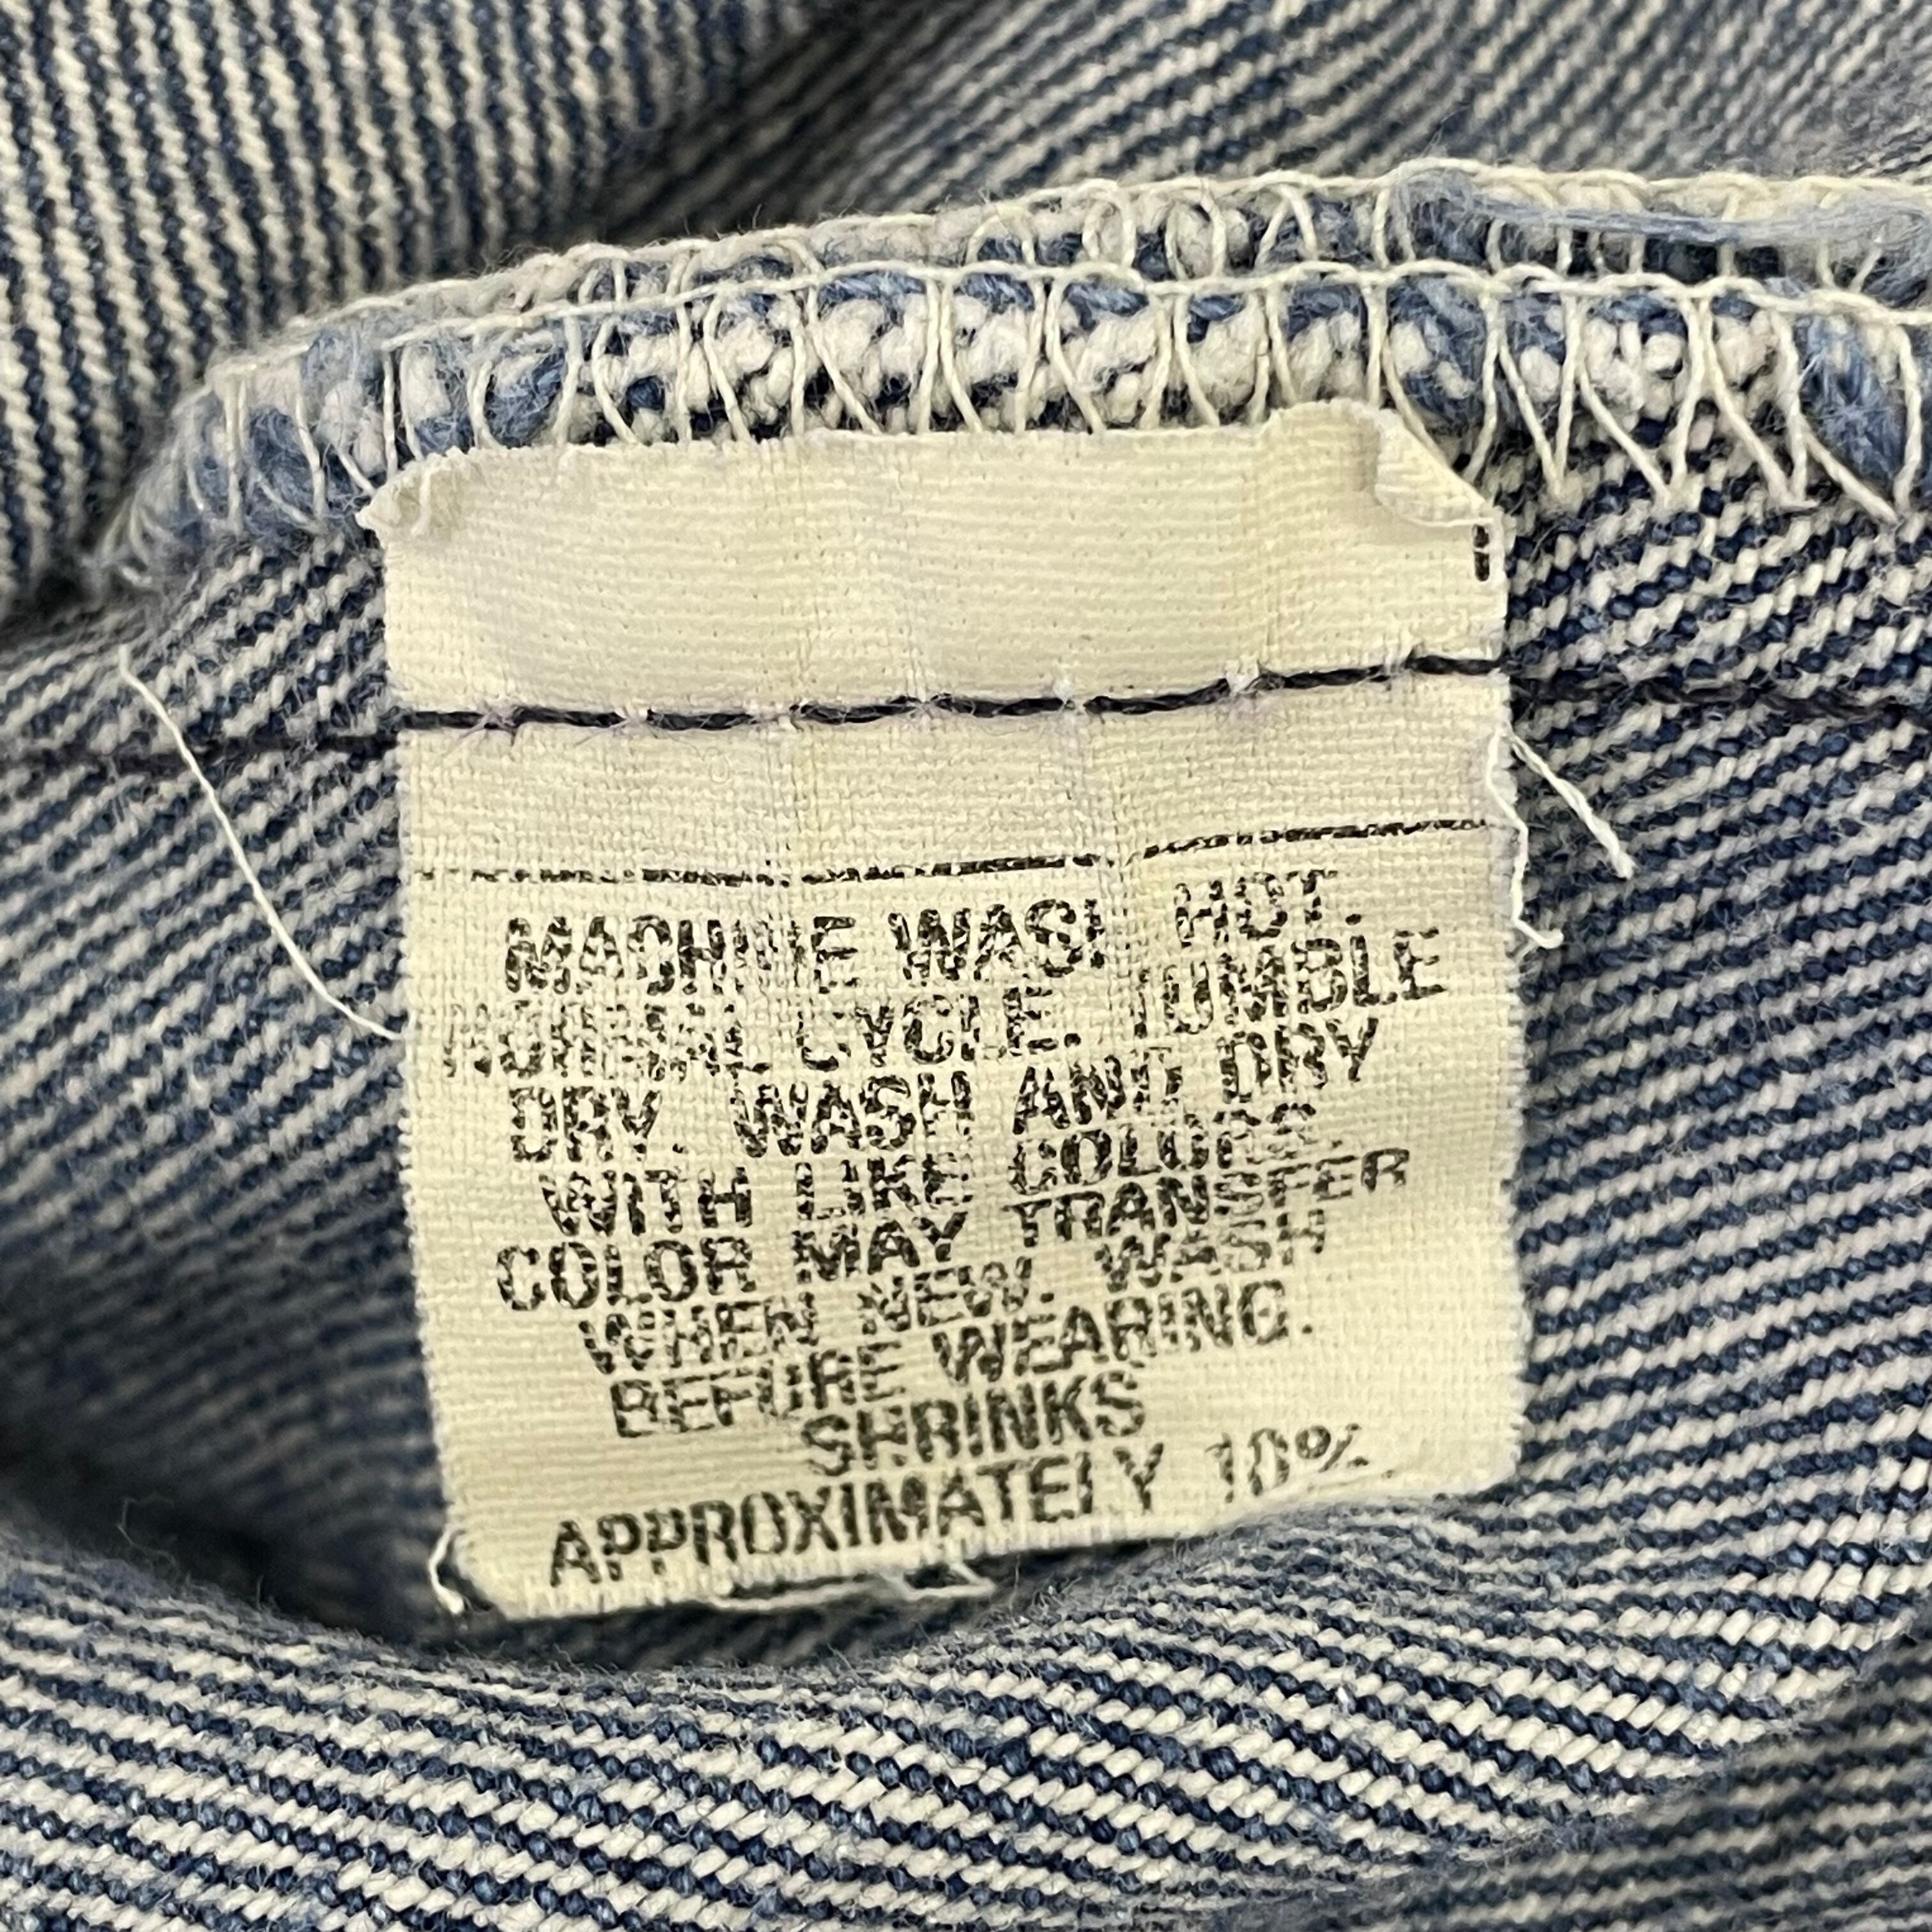 MACHINE WASH HOT.
NORMAL CYCLE. TUMBLE
DRY. WASH AND DRY
WITH LIKE COLORS.
COLOR MAY TRANSFER
WHEN NEW. WASH
BEFORE WEARING.
SHRINKS
APPROXIMATELY 10%